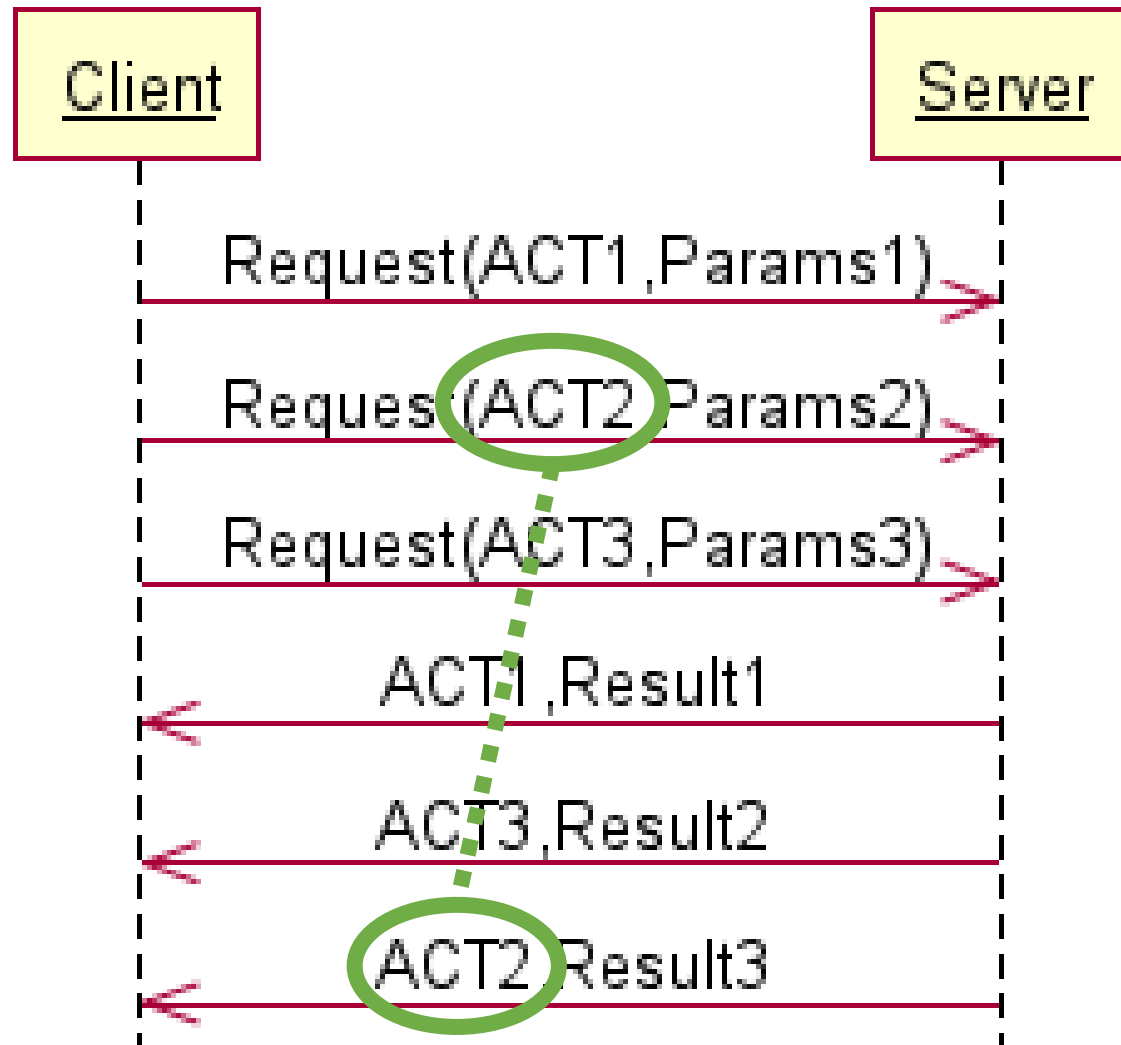 Client
Server
Request(ACT1,Params1)
Request(ACT2,Params2)
Request(ACT3,Params3)
ACT1,Result1
ACT3,Result2
ACT2,Result3